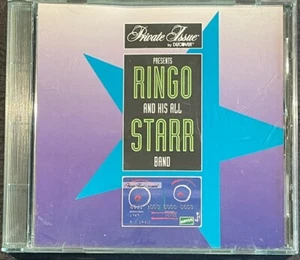 Private Issue
by DISCOVER
PRESENTS
RINGO
AND HIS ALL
STARR
BAND